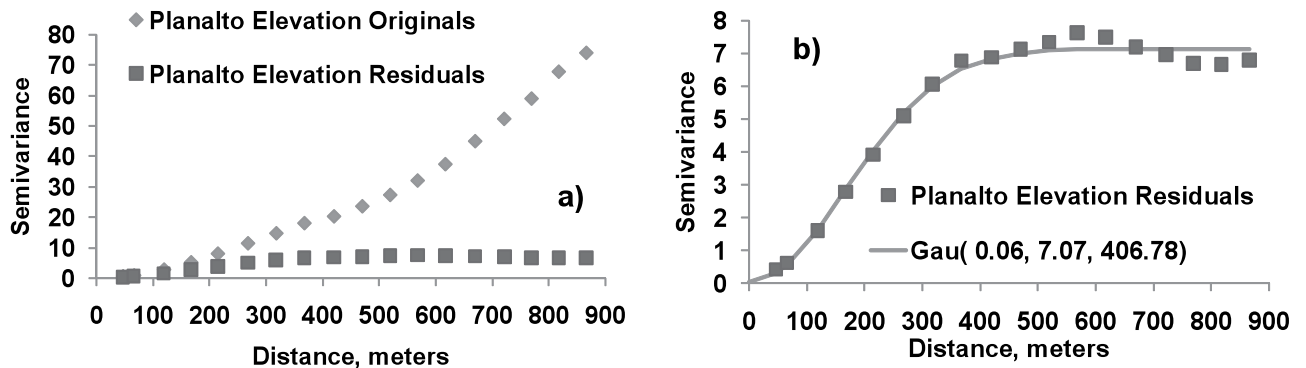 Planalto Elevation Originals
Planalto Elevation Residuals
Semivariance
80
70
60
50
40
30
20
10
0
a)
0 100 200 300 400 500 600 700 800 900
Distance, meters
b)
Semivariance
8
7
6
5
4
3
2
1
0
Planalto Elevation Residuals
Gau( 0.06, 7.07, 406.78)
0 100 200 300 400 500 600 700 800 900
Distance, meters